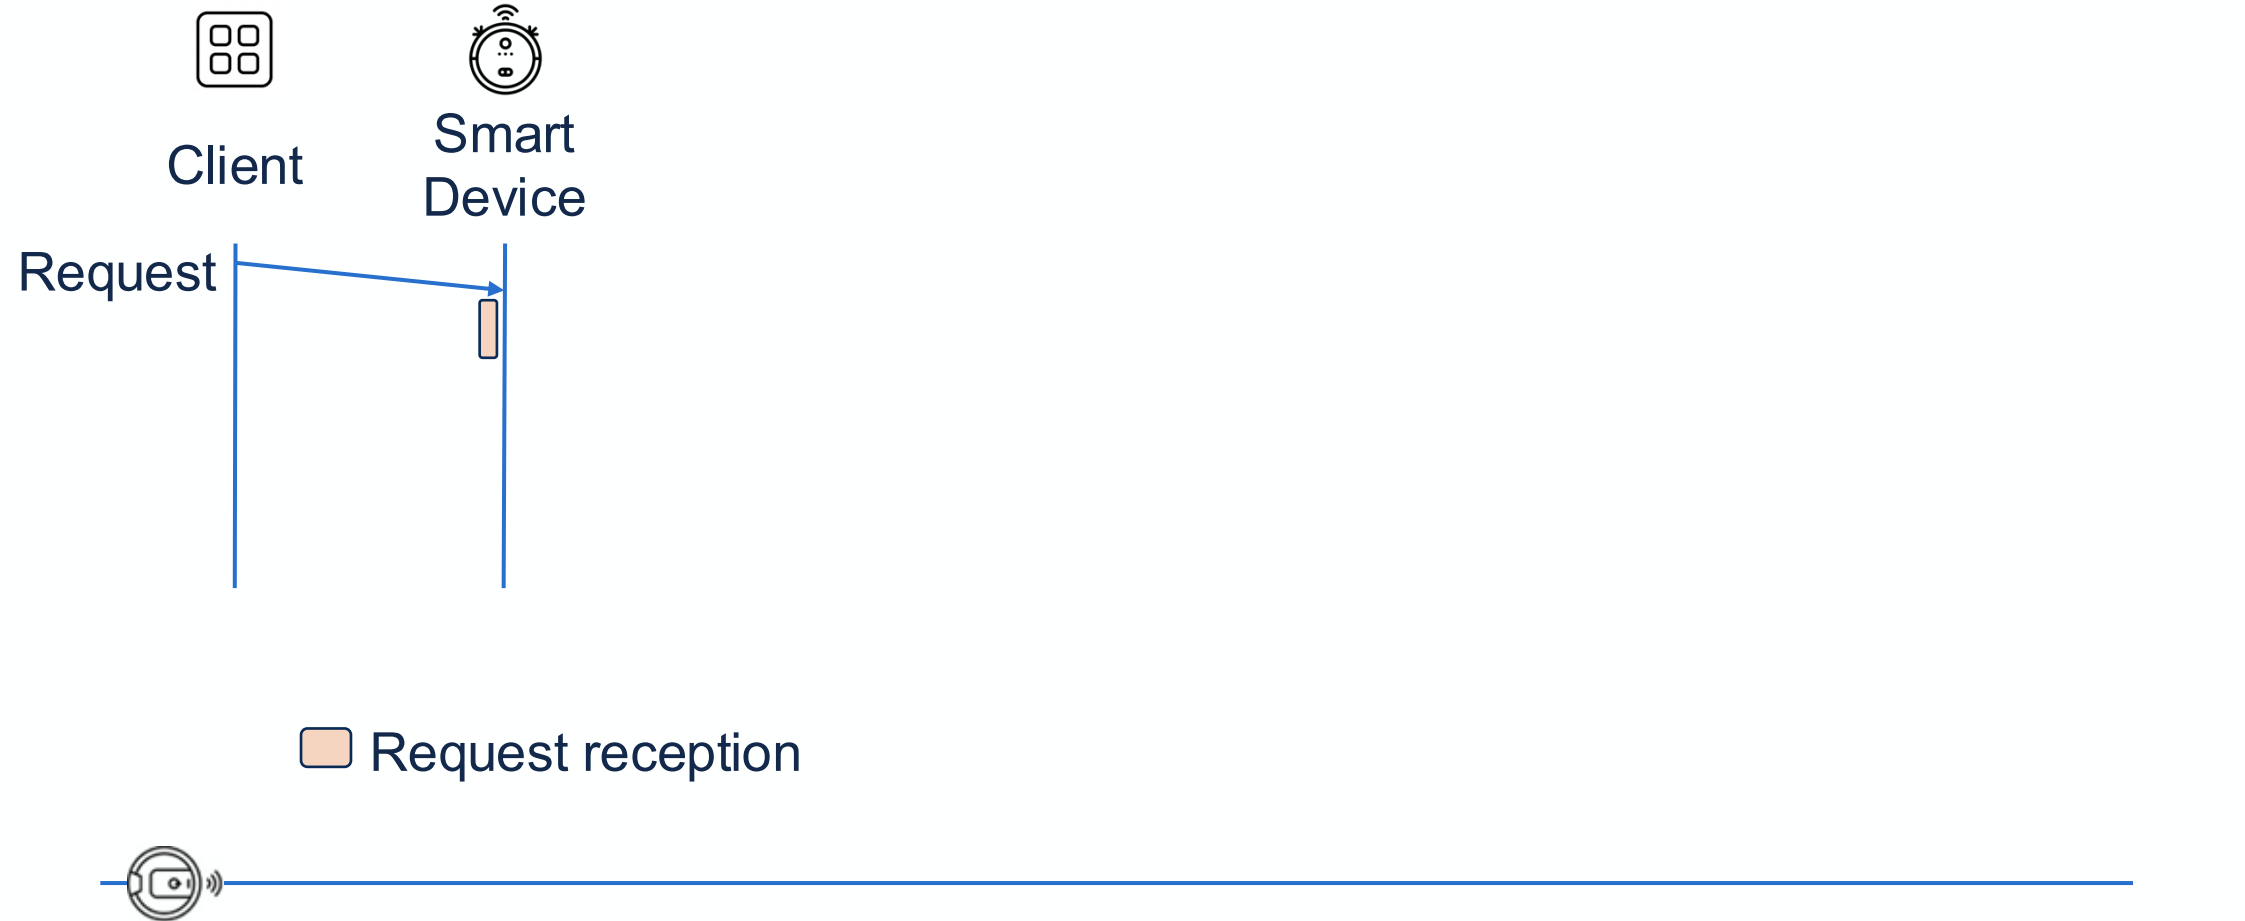 Client
Smart
Device
Request
Request reception